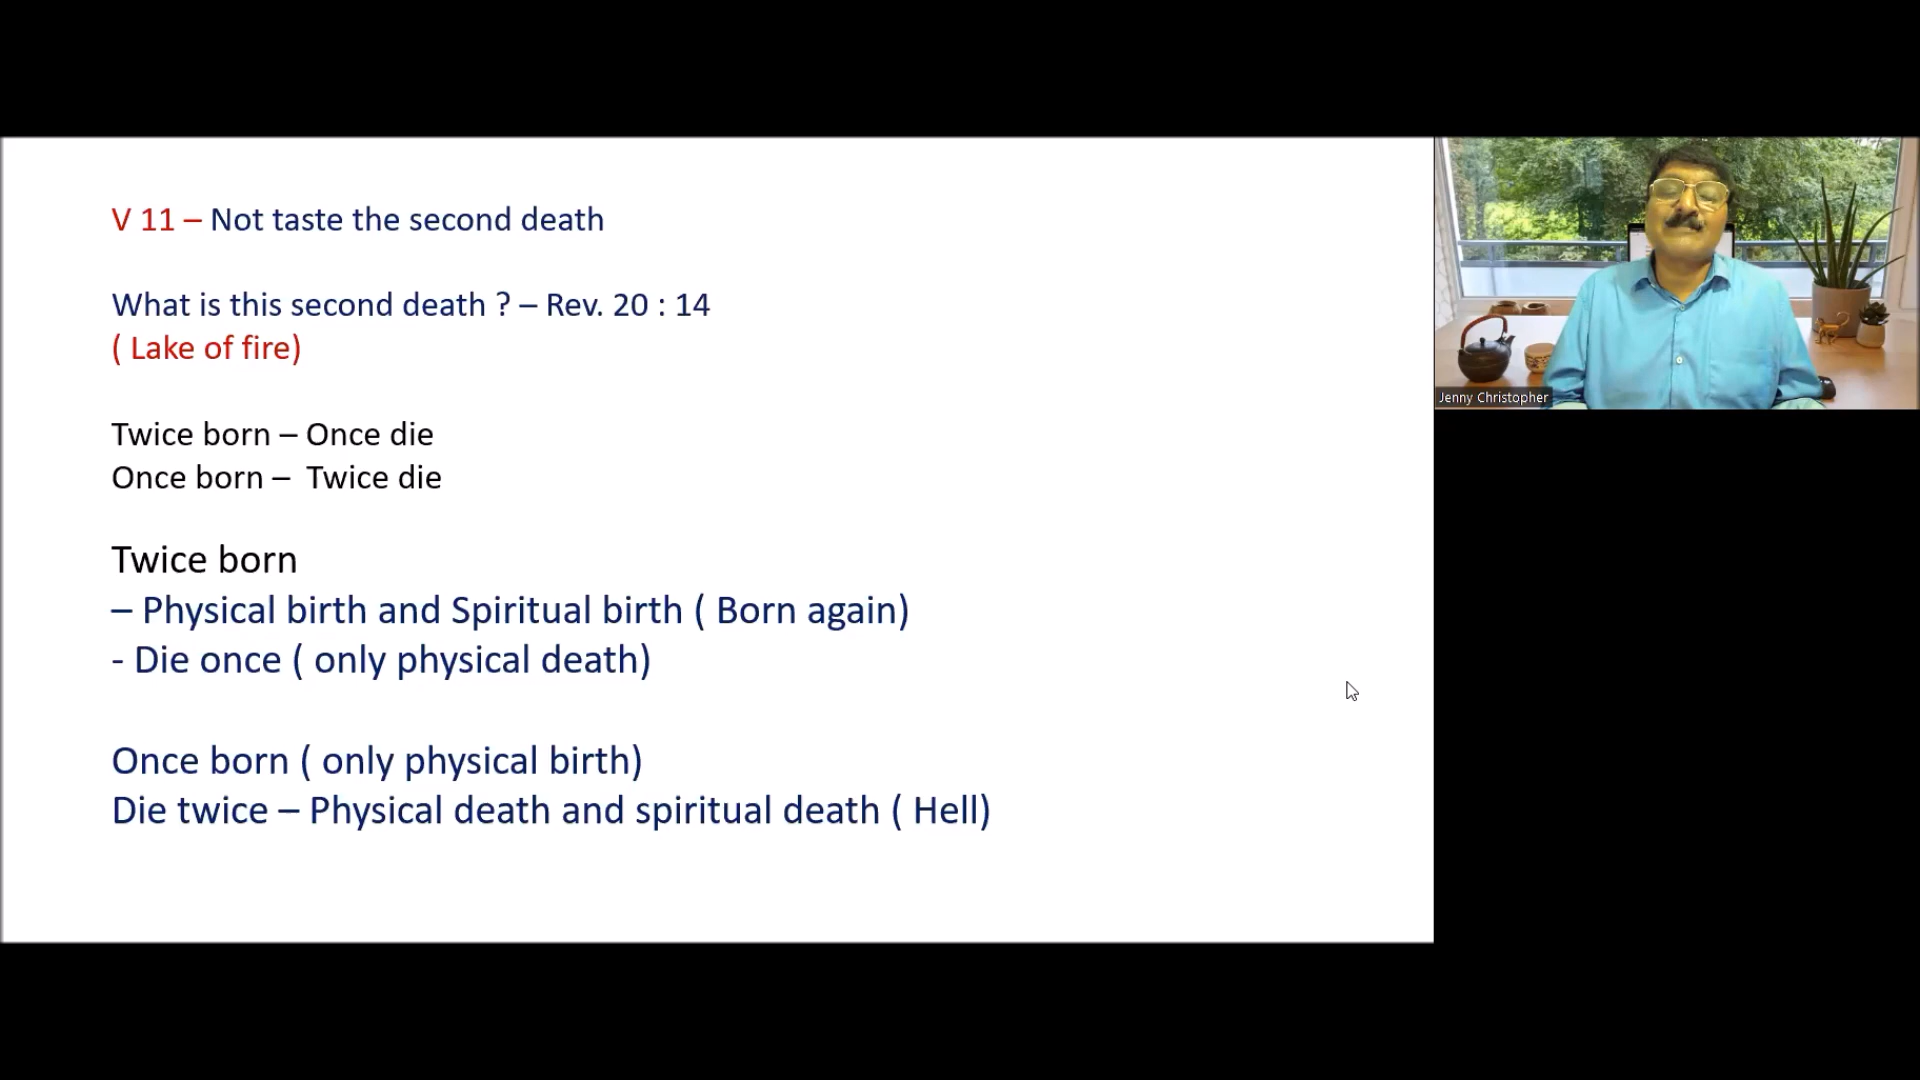 V 11 – Not taste the second death
What is this second death ? – Rev. 20 : 14
( Lake of fire)
Twice born – Once die
Once born –  Twice die
Twice born
– Physical birth and Spiritual birth ( Born again)
- Die once ( only physical death)
Once born ( only physical birth)
Die twice – Physical death and spiritual death ( Hell)
Jenny Christopher